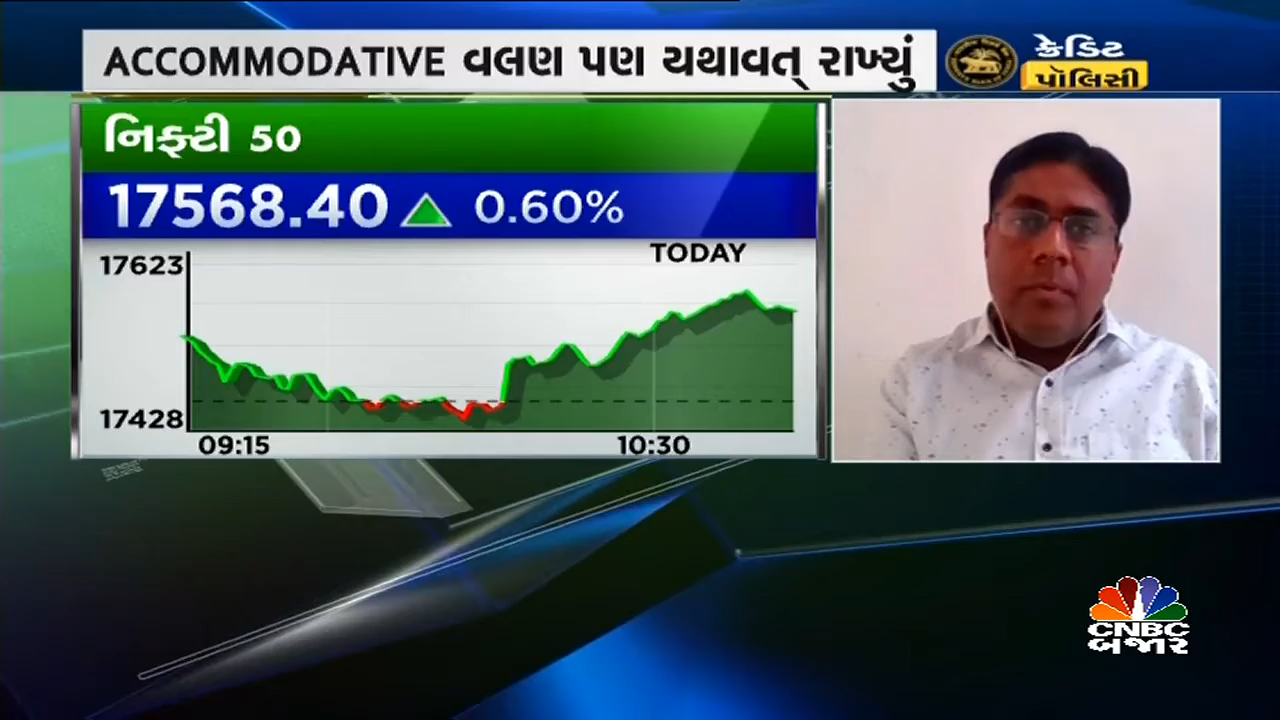 ACCOMMODATIVE વલણ પણ યથાવત્ રાખ્યું
ક્રેડિટ
પૉલિસી
નિફ્ટી 50
17568.40 0.60%
TODAY
17623
17428
09:15 10:30
CNBC
બજાર